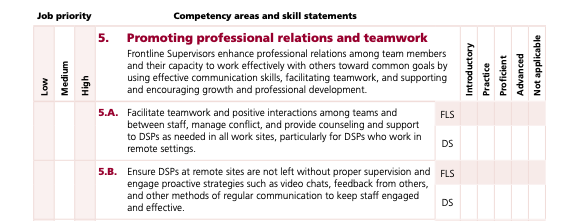 Job priority Competency areas and skill statements
Low
Medium
High
5. Promoting professional relations and teamwork
Frontline Supervisors enhance professional relations among team members
and their capacity to work effectively with others toward common goals by
using effective communication skills, facilitating teamwork, and supporting
and encouraging growth and professional development.
Introductory
Practice
Proficient
Advanced
Not applicable
5.A. Facilitate teamwork and positive interactions among teams and
between staff, manage conflict, and provide counseling and support
to DSPs as needed in all work sites, particularly for DSPs who work in
remote settings.
FLS
DS
5.B. Ensure DSPs at remote sites are not left without proper supervision and
engage proactive strategies such as video chats, feedback from others,
and other methods of regular communication to keep staff engaged
and effective.
FLS
DS